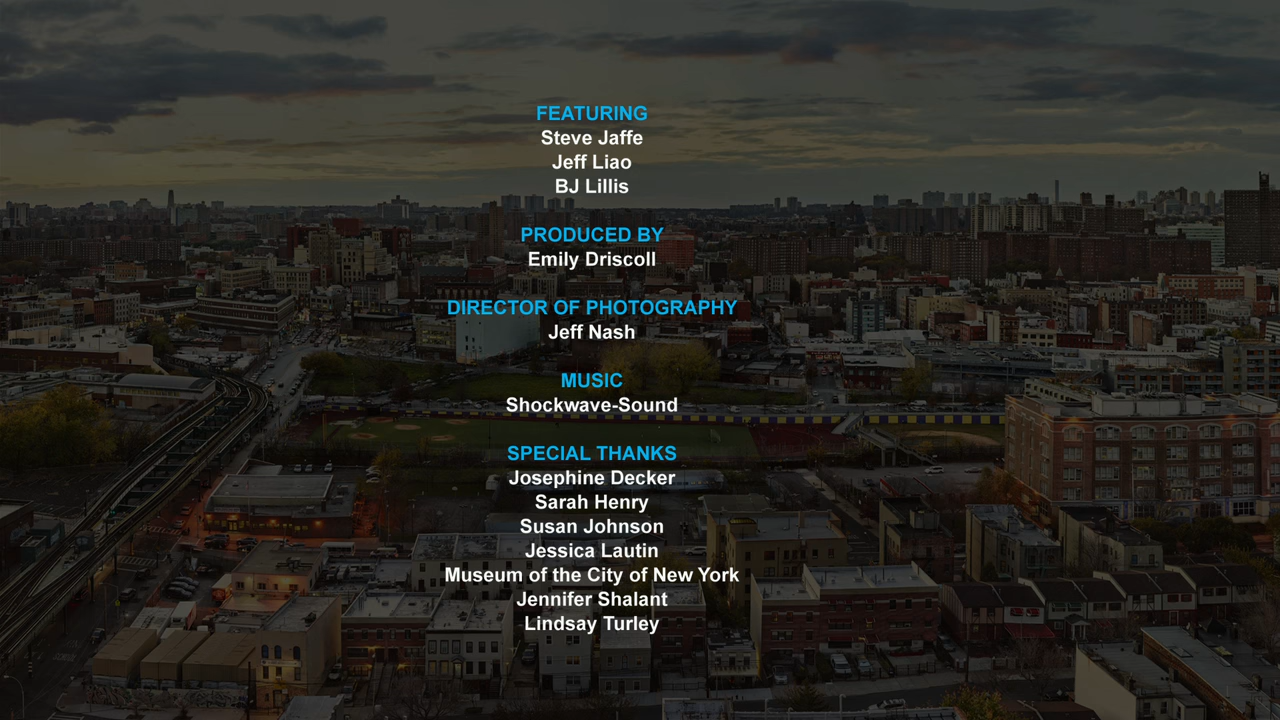 FEATURING
Steve Jaffe
Jeff Liao
BJ Lillis
PRODUCED BY
Emily Driscoll
DIRECTOR OF PHOTOGRAPHY
Jeff Nash
MUSIC
Shockwave-Sound
SPECIAL THANKS
Josephine Decker
Sarah Henry
Susan Johnson
Jessica Lautin
Museum of the City of New York
Jennifer Shalant
Lindsay Turley